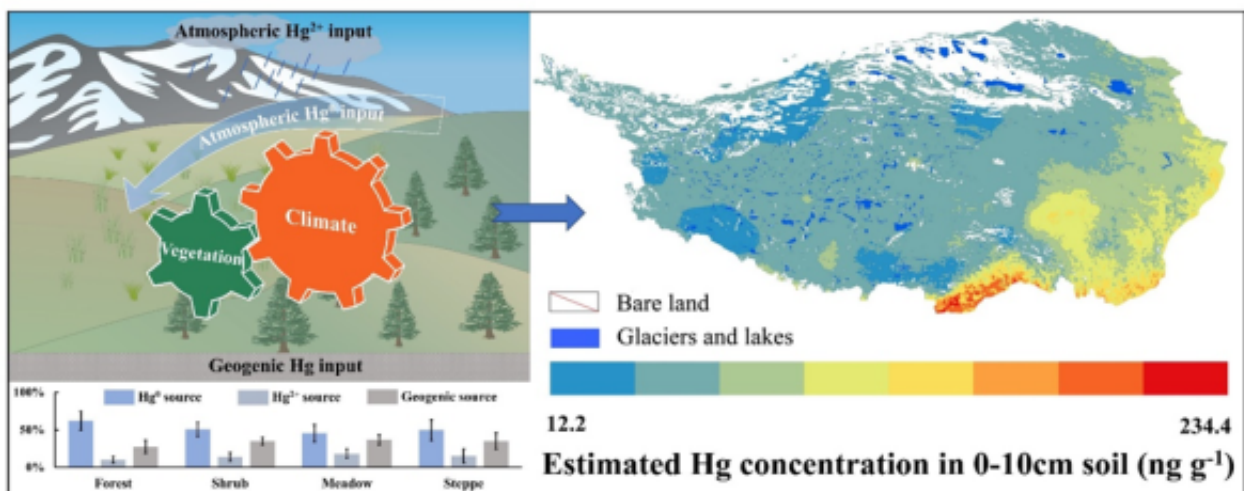 Atmospheric Hg²⁺ input
Atmospheric Hg⁰ input
Climate
Vegetation
Geogenic Hg input
100%
50%
0%
Hg⁰ source
Hg²⁺ source
Geogenic source
Forest
Shrub
Meadow
Steppe
Bare land
Glaciers and lakes
12.2
234.4
Estimated Hg concentration in 0-10cm soil (ng g⁻¹)